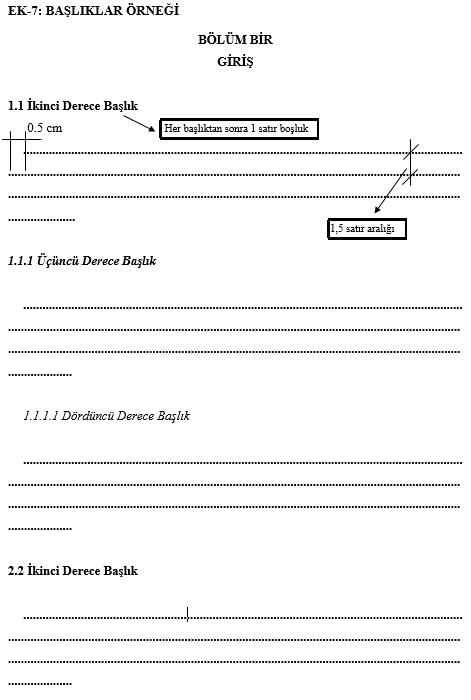 EK-7: BAŞLIKLAR ÖRNEĞİ
BÖLÜM BİR
GİRİŞ
1.1 İkinci Derece Başlık
0.5 cm
Her başlıktan sonra 1 satır boşluk
1,5 satır aralığı
1.1.1 Üçüncü Derece Başlık
1.1.1.1 Dördüncü Derece Başlık
2.2 İkinci Derece Başlık